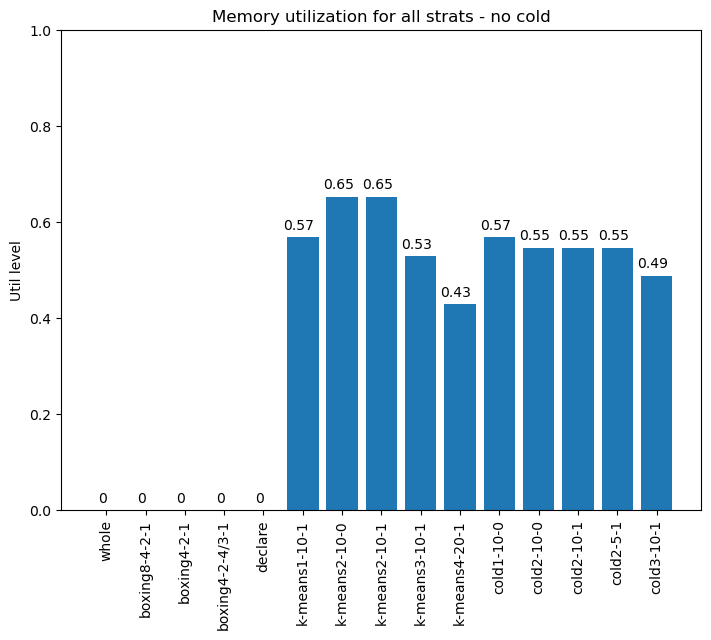 Memory utilization for all strats - no cold
Util level
1.0
0.8
0.6
0.4
0.2
0.0
0
0
0
0
0
0.57
0.65
0.65
0.53
0.43
0.57
0.55
0.55
0.55
0.49
whole
boxing8-4-2-1
boxing4-2-1
boxing4-2-4/3-1
declare
k-means1-10-1
k-means2-10-0
k-means2-10-1
k-means3-10-1
k-means4-20-1
cold1-10-0
cold2-10-0
cold2-10-1
cold2-5-1
cold3-10-1